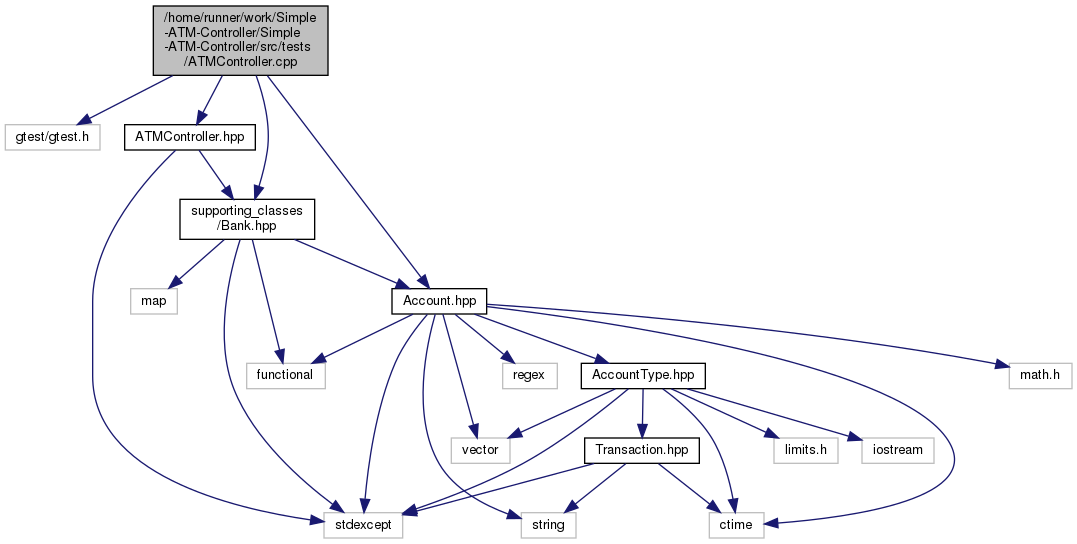 /home/runner/work/Simple
-ATM-Controller/Simple
-ATM-Controller/src/tests
/ATMController.cpp
gtest/gtest.h
ATMController.hpp
supporting_classes
/Bank.hpp
map
Account.hpp
functional
regex
AccountType.hpp
math.h
vector
Transaction.hpp
limits.h
iostream
stdexcept
string
ctime